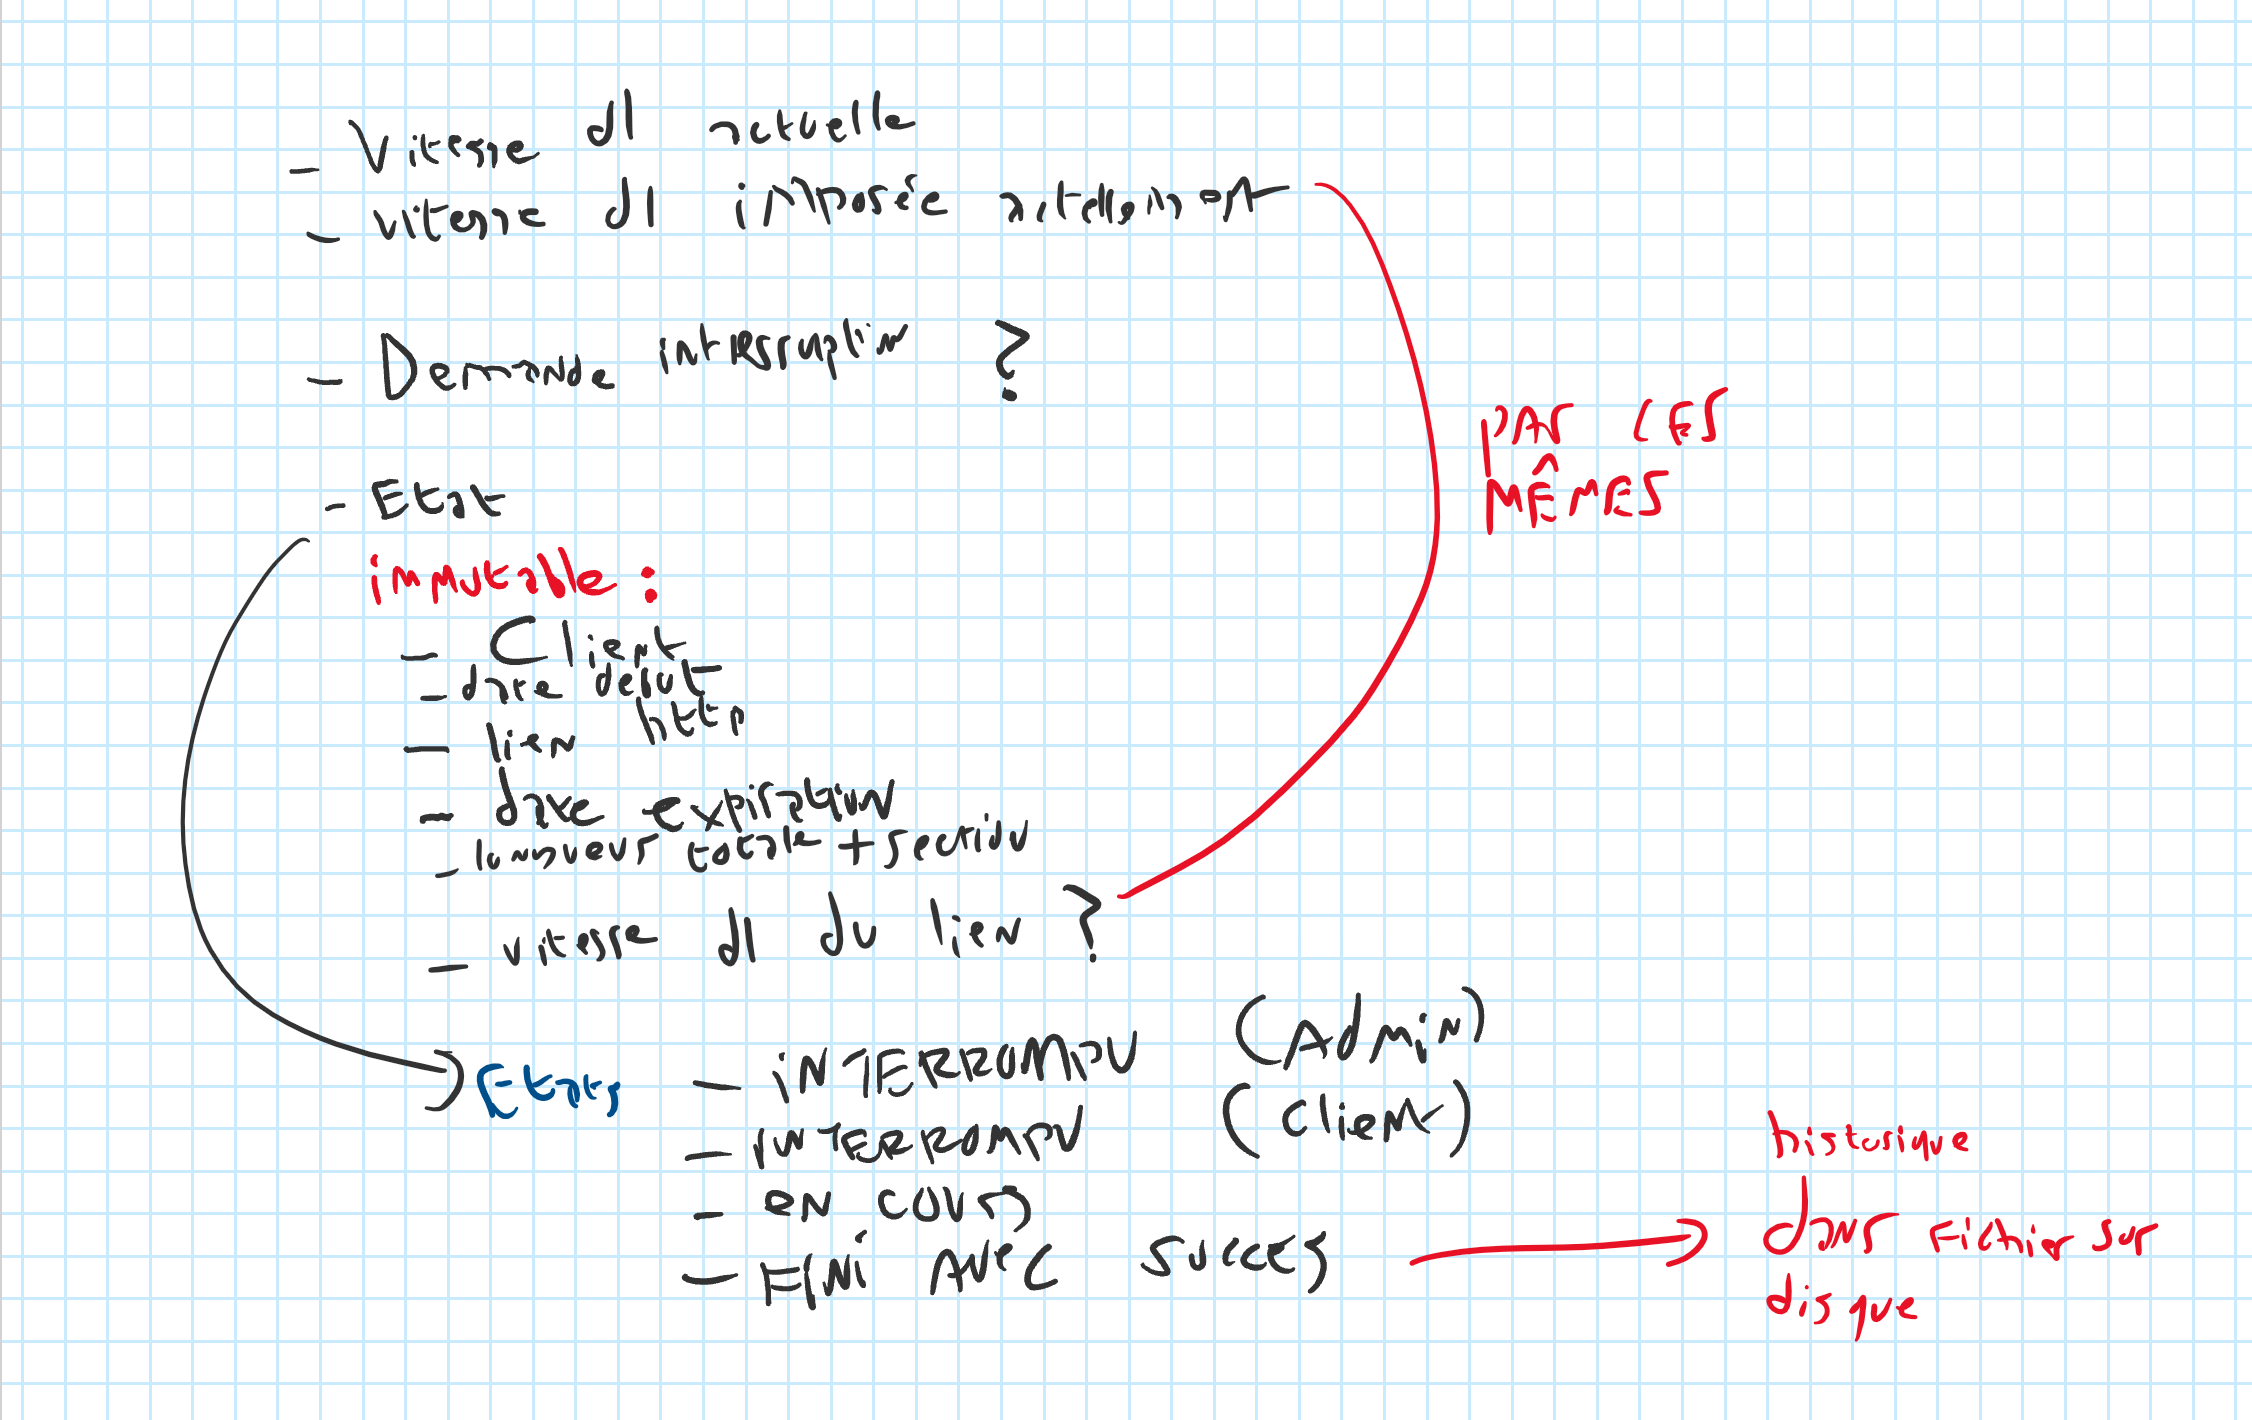 - Vitesse dl actuelle
- vitesse dl imposée actellement
- Demande interruption ?
PAS LES
MÊMES
- Etat
immutable :
- Client
- date debut
- lien http
- date expiration
- longueur totale + section
- vitesse dl du lien ?
Etats - iNTERROMPU (Admin)
- INTERROMPU (Client)
- EN COURS
- FINi AVEC SUCCES
historique
dans Fichier sur
disque